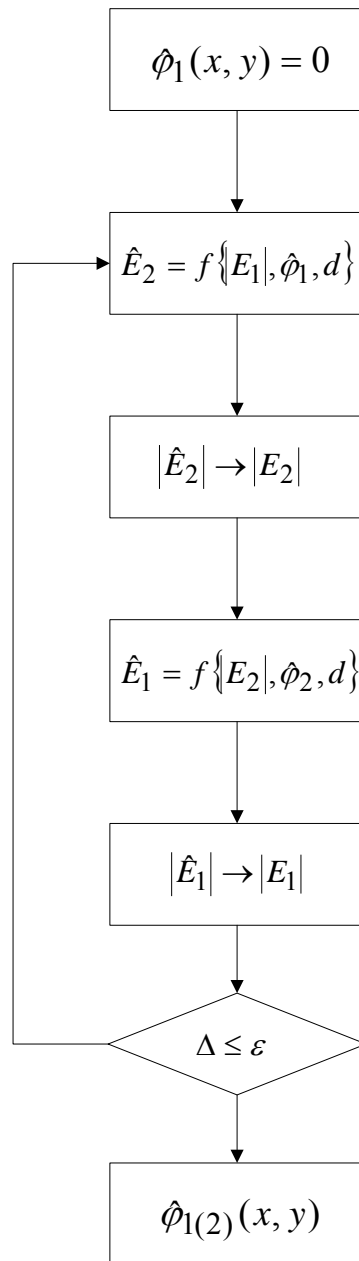 φ̂₁(x, y) = 0
Ê₂ = f{|E₁|, φ̂₁, d}
|Ê₂| → |E₂|
Ê₁ = f{|E₂|, φ̂₂, d}
|Ê₁| → |E₁|
Δ ≤ ε
φ̂₁₍₂₎(x, y)